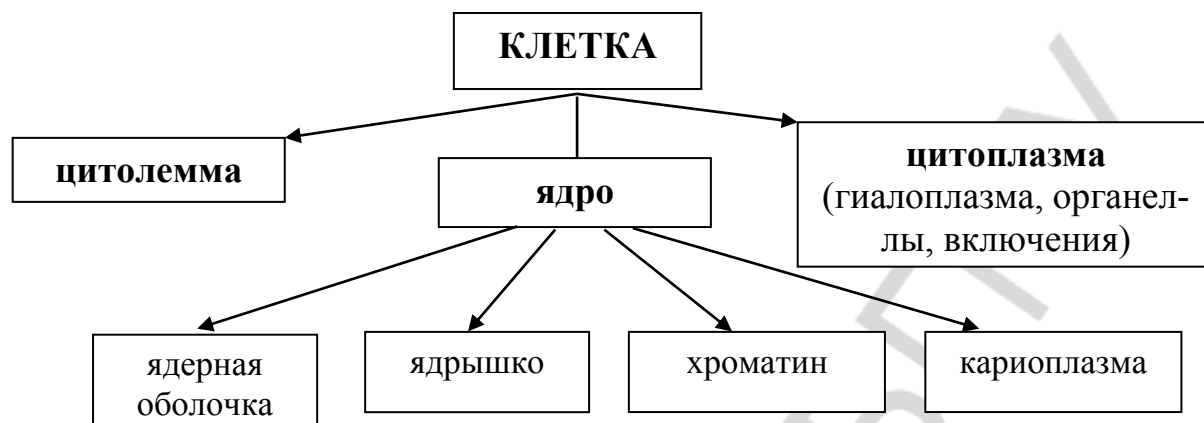 КЛЕТКА
цитолемма
ядро
цитоплазма
(гиалоплазма, органел-
лы, включения)
ядерная
оболочка
ядрышко
хроматин
кариоплазма